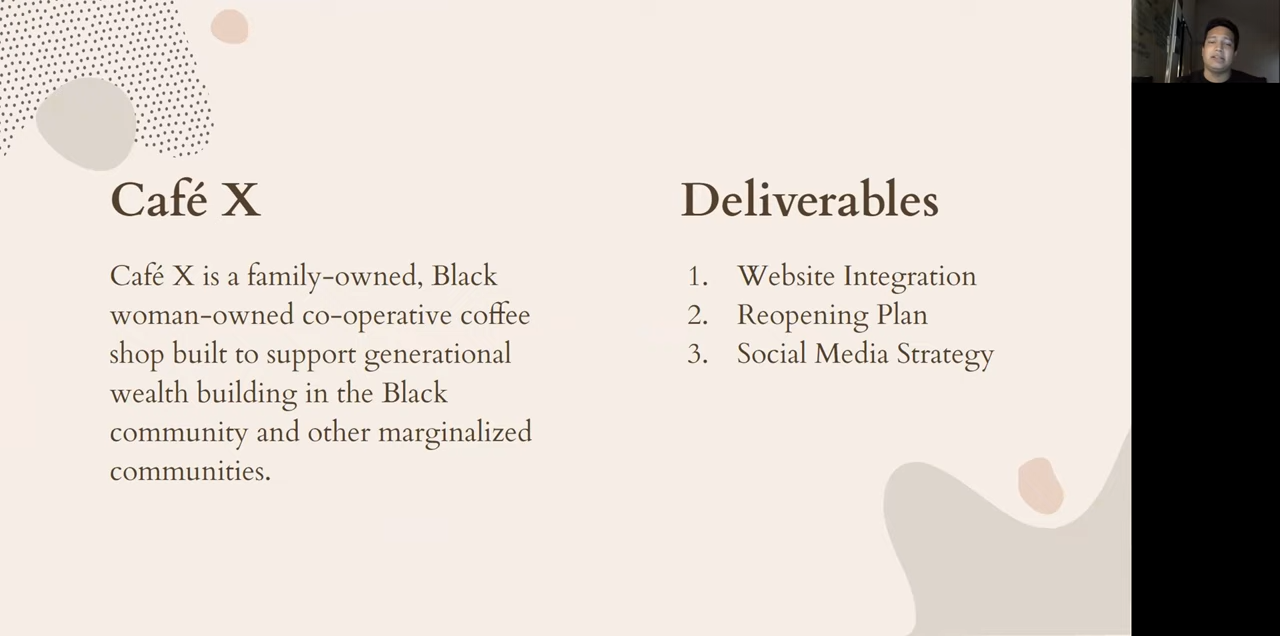 Café X
Café X is a family-owned, Black
woman-owned co-operative coffee
shop built to support generational
wealth building in the Black
community and other marginalized
communities.
Deliverables
1. Website Integration
2. Reopening Plan
3. Social Media Strategy